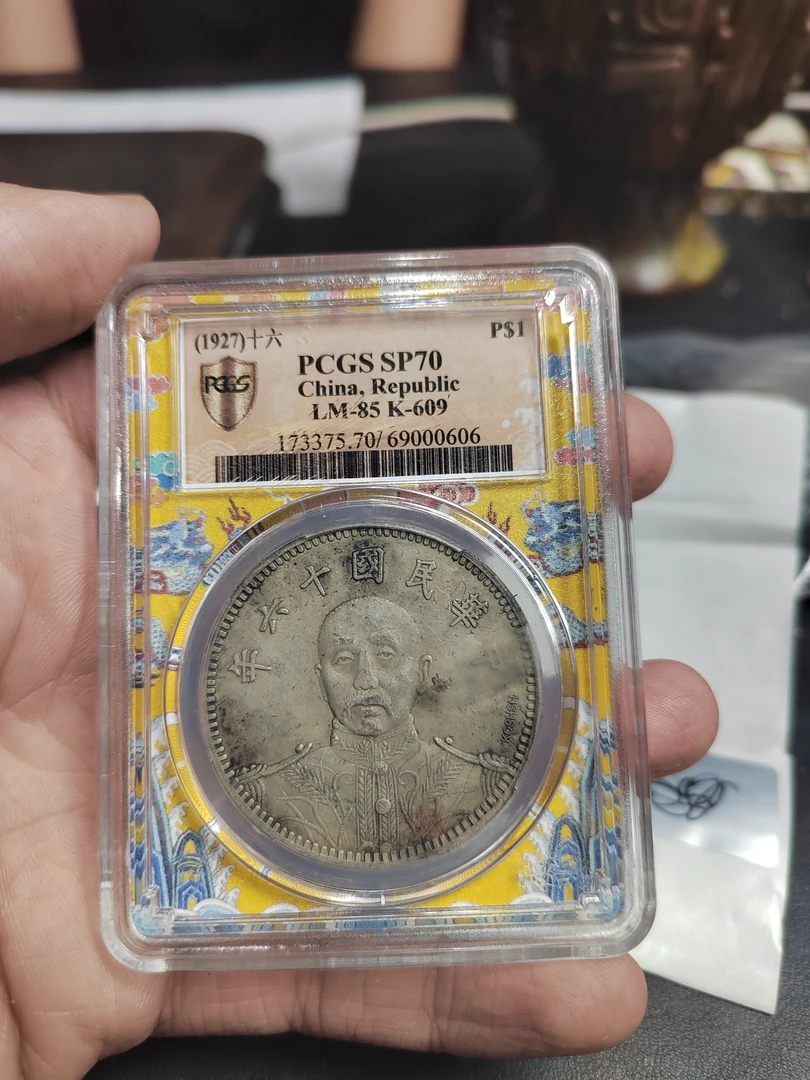 (1927)十六 P$1
PCGS
PCGS SP70
China, Republic
LM-85 K-609
173375.70/69000606
華民國十六年